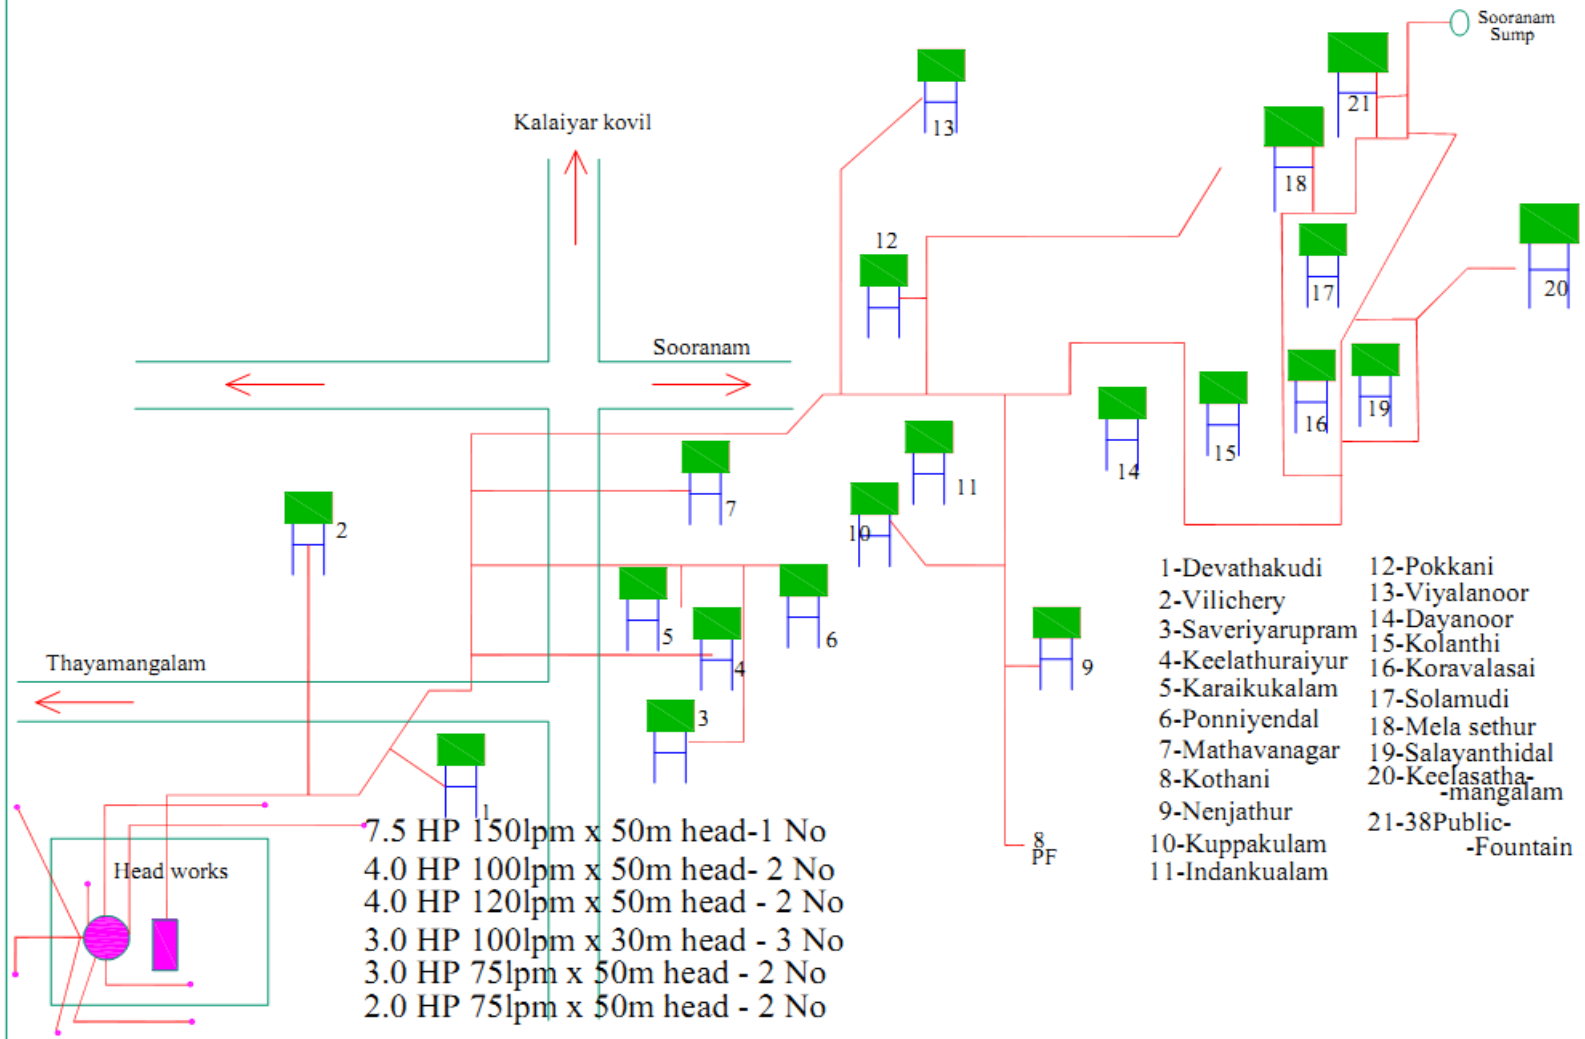 Sooranam
Sump
21
13
Kalaiyar kovil
18
12
17
20
Sooranam
19
16
15
14
11
7
10
2
5
6
4
9
Thayamangalam
3
1
8
PF
Head works
7.5 HP 150lpm x 50m head-1 No
4.0 HP 100lpm x 50m head- 2 No
4.0 HP 120lpm x 50m head - 2 No
3.0 HP 100lpm x 30m head - 3 No
3.0 HP 75lpm x 50m head - 2 No
2.0 HP 75lpm x 50m head - 2 No
1-Devathakudi
2-Vilichery
3-Saveriyarupram
4-Keelathuraiyur
5-Karaikukalam
6-Ponniyendal
7-Mathavanagar
8-Kothani
9-Nenjathur
10-Kuppakulam
11-Indankualam
12-Pokkani
13-Viyalanoor
14-Dayanoor
15-Kolanthi
16-Koravalasai
17-Solamudi
18-Mela sethur
19-Salayanthidal
20-Keelasatha-
-mangalam
21-38Public-
-Fountain